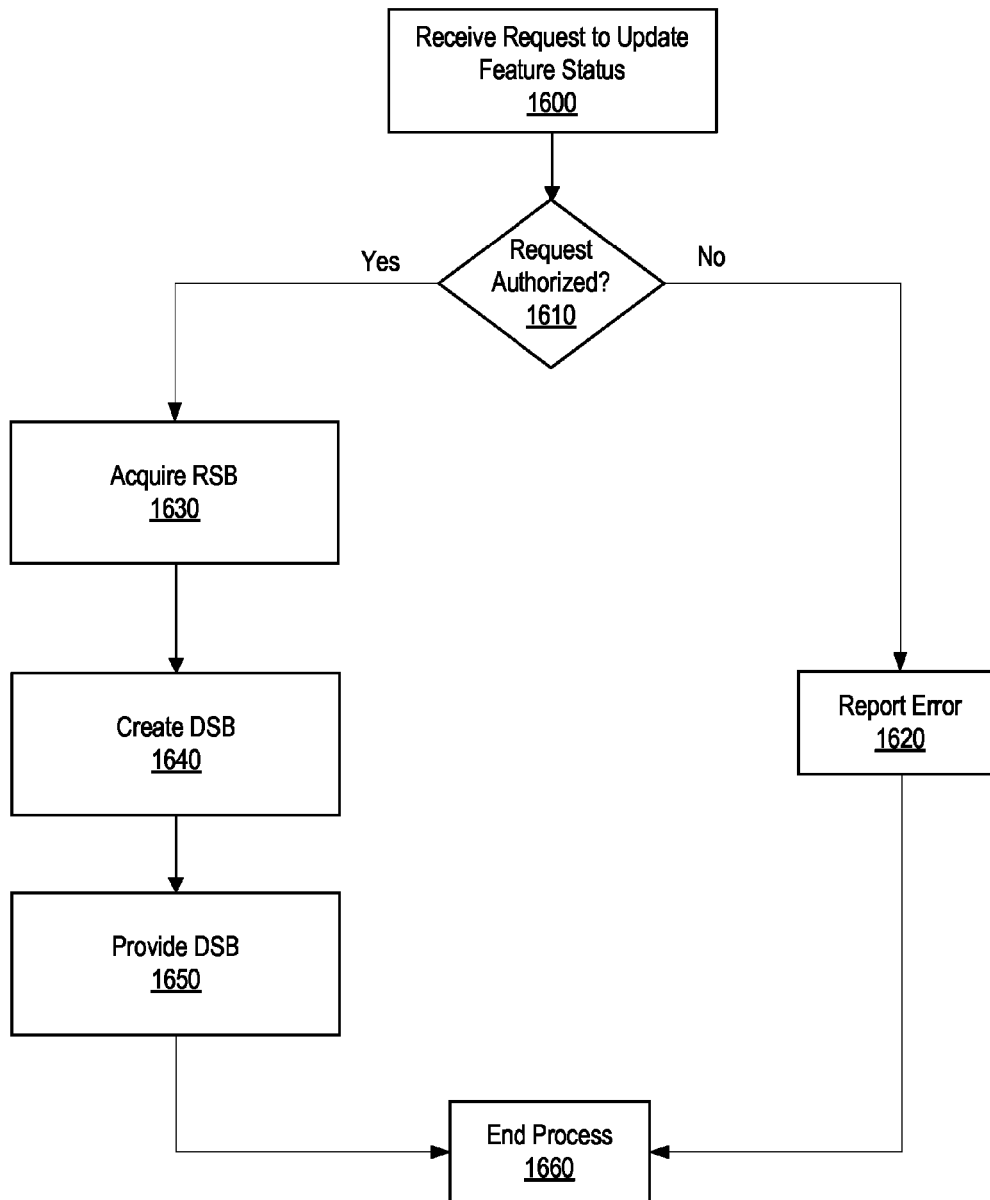 Receive Request to Update
Feature Status
1600
Request
Authorized?
1610
Yes
No
Acquire RSB
1630
Create DSB
1640
Report Error
1620
Provide DSB
1650
End Process
1660